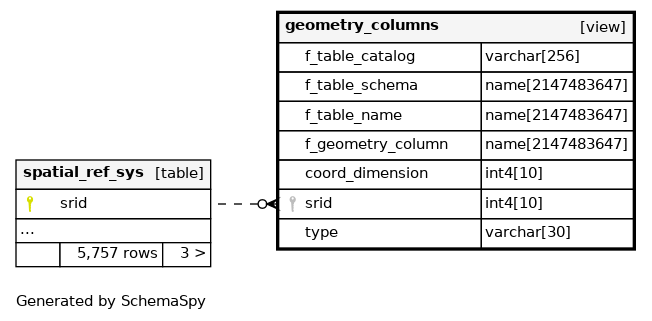 geometry_columns [view]
f_table_catalog varchar[256]
f_table_schema name[2147483647]
f_table_name name[2147483647]
f_geometry_column name[2147483647]
coord_dimension int4[10]
srid int4[10]
type varchar[30]
spatial_ref_sys [table]
srid
...
5,757 rows 3 >
Generated by SchemaSpy